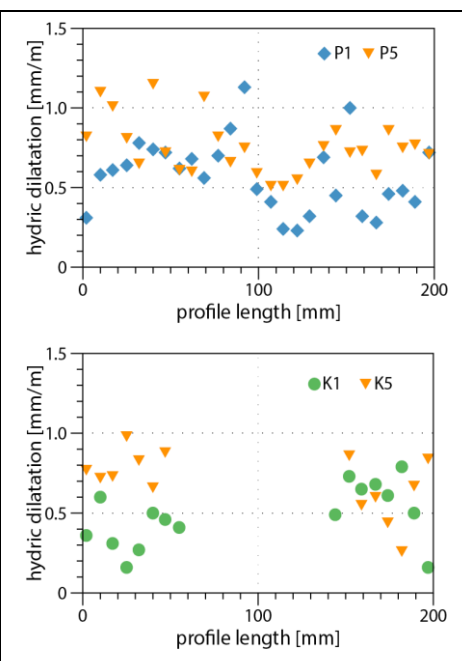 hydric dilatation [mm/m]
1.5
1.0
0.5
0
P1 P5
0 100 200
profile length [mm]
hydric dilatation [mm/m]
1.5
1.0
0.5
0
K1 K5
0 100 200
profile length [mm]